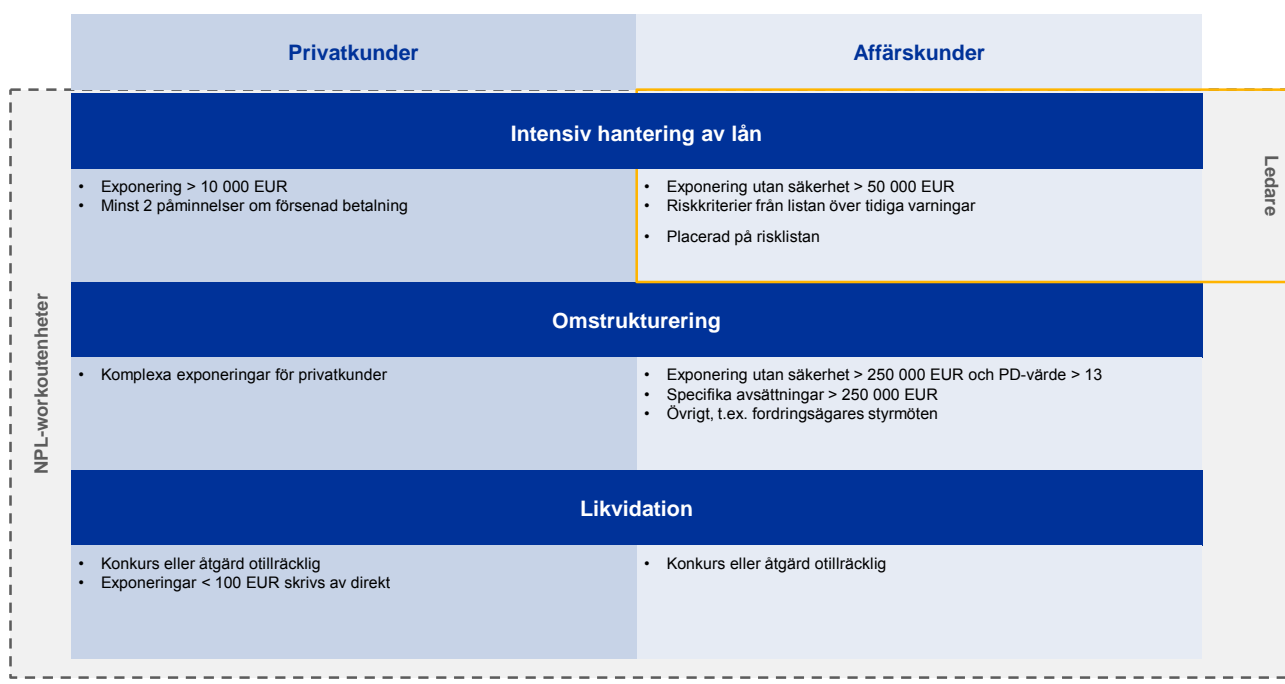 Privatkunder
Affärskunder
Intensiv hantering av lån
• Exponering > 10 000 EUR
• Minst 2 påminnelser om försenad betalning
• Exponering utan säkerhet > 50 000 EUR
• Riskkriterier från listan över tidiga varningar
• Placerad på risklistan
Ledare
NPL-workoutenheter
Omstrukturering
• Komplexa exponeringar för privatkunder
• Exponering utan säkerhet > 250 000 EUR och PD-värde > 13
• Specifika avsättningar > 250 000 EUR
• Övrigt, t.ex. fordringsägares styrmöten
Likvidation
• Konkurs eller åtgärd otillräcklig
• Exponeringar < 100 EUR skrivs av direkt
• Konkurs eller åtgärd otillräcklig